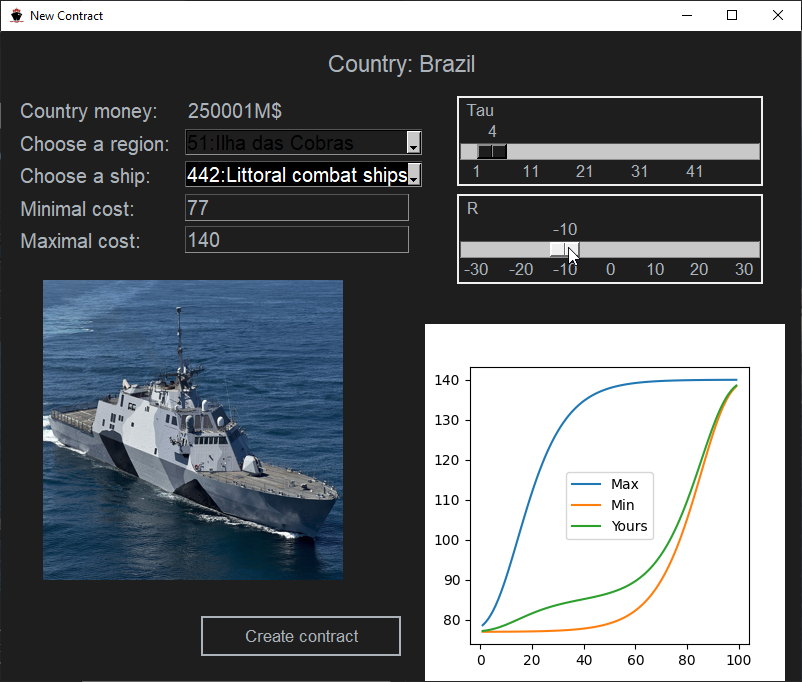 New Contract
Country: Brazil
Country money: 250001M$
Choose a region: 51:Ilha das Cobras
Choose a ship: 442:Littoral combat ships
Minimal cost: 77
Maximal cost: 140
Tau
4
1 11 21 31 41
R
-10
-30 -20 -10 0 10 20 30
140
130
120
110
100
90
80
Max
Min
Yours
0 20 40 60 80 100
Create contract